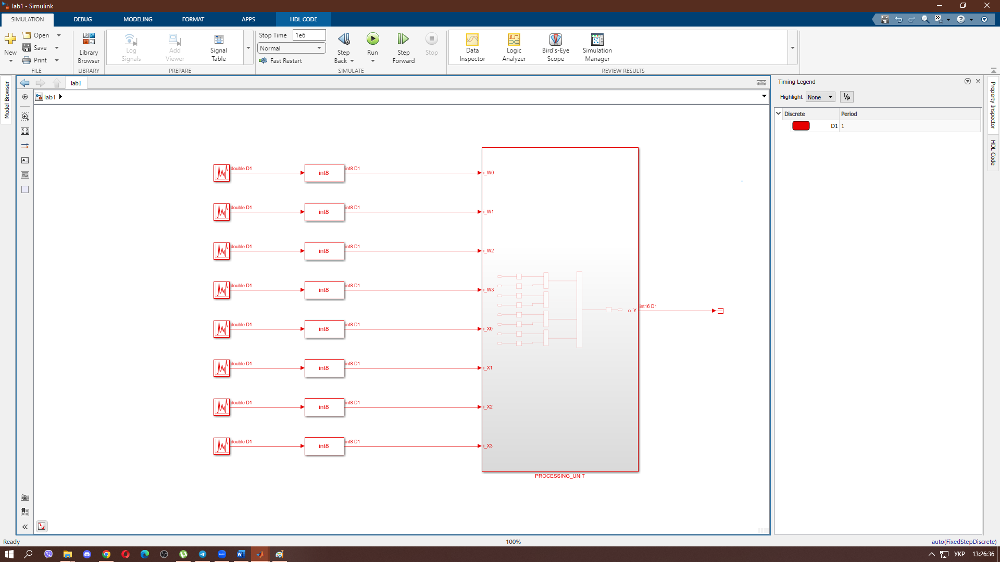 lab1 - Simulink
SIMULATION DEBUG MODELING FORMAT APPS HDL CODE
New
Open
Save
Print
FILE
Library Browser
LIBRARY
Log Signals
Add Viewer
Signal Table
PREPARE
Stop Time 1e6
Normal
Fast Restart
Step Back
Run
Step Forward
Stop
SIMULATE
Data Inspector
Logic Analyzer
Bird's-Eye Scope
Simulation Manager
REVIEW RESULTS
Model Browser
lab1
lab1
double D1 int8 int8 D1 i_W0
double D1 int8 int8 D1 i_W1
double D1 int8 int8 D1 i_W2
double D1 int8 int8 D1 i_W3
double D1 int8 int8 D1 i_X0
double D1 int8 int8 D1 i_X1
double D1 int8 int8 D1 i_X2
double D1 int8 int8 D1 i_X3
o_Y int16 D1
PROCESSING_UNIT
Timing Legend
Highlight None 1/P
Discrete Period
D1 1
Property Inspector
HDL Code
Ready 100% auto(FixedStepDiscrete)
УКР 13:26:36